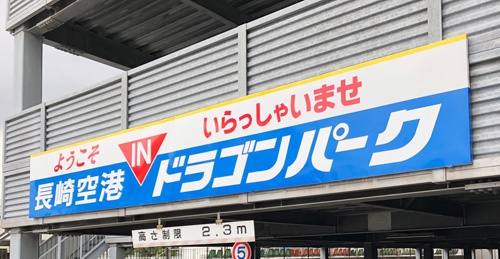 ようこそ
IN
いらっしゃいませ
長崎空港
ドラゴンパーク
高さ制限 2.3m
5